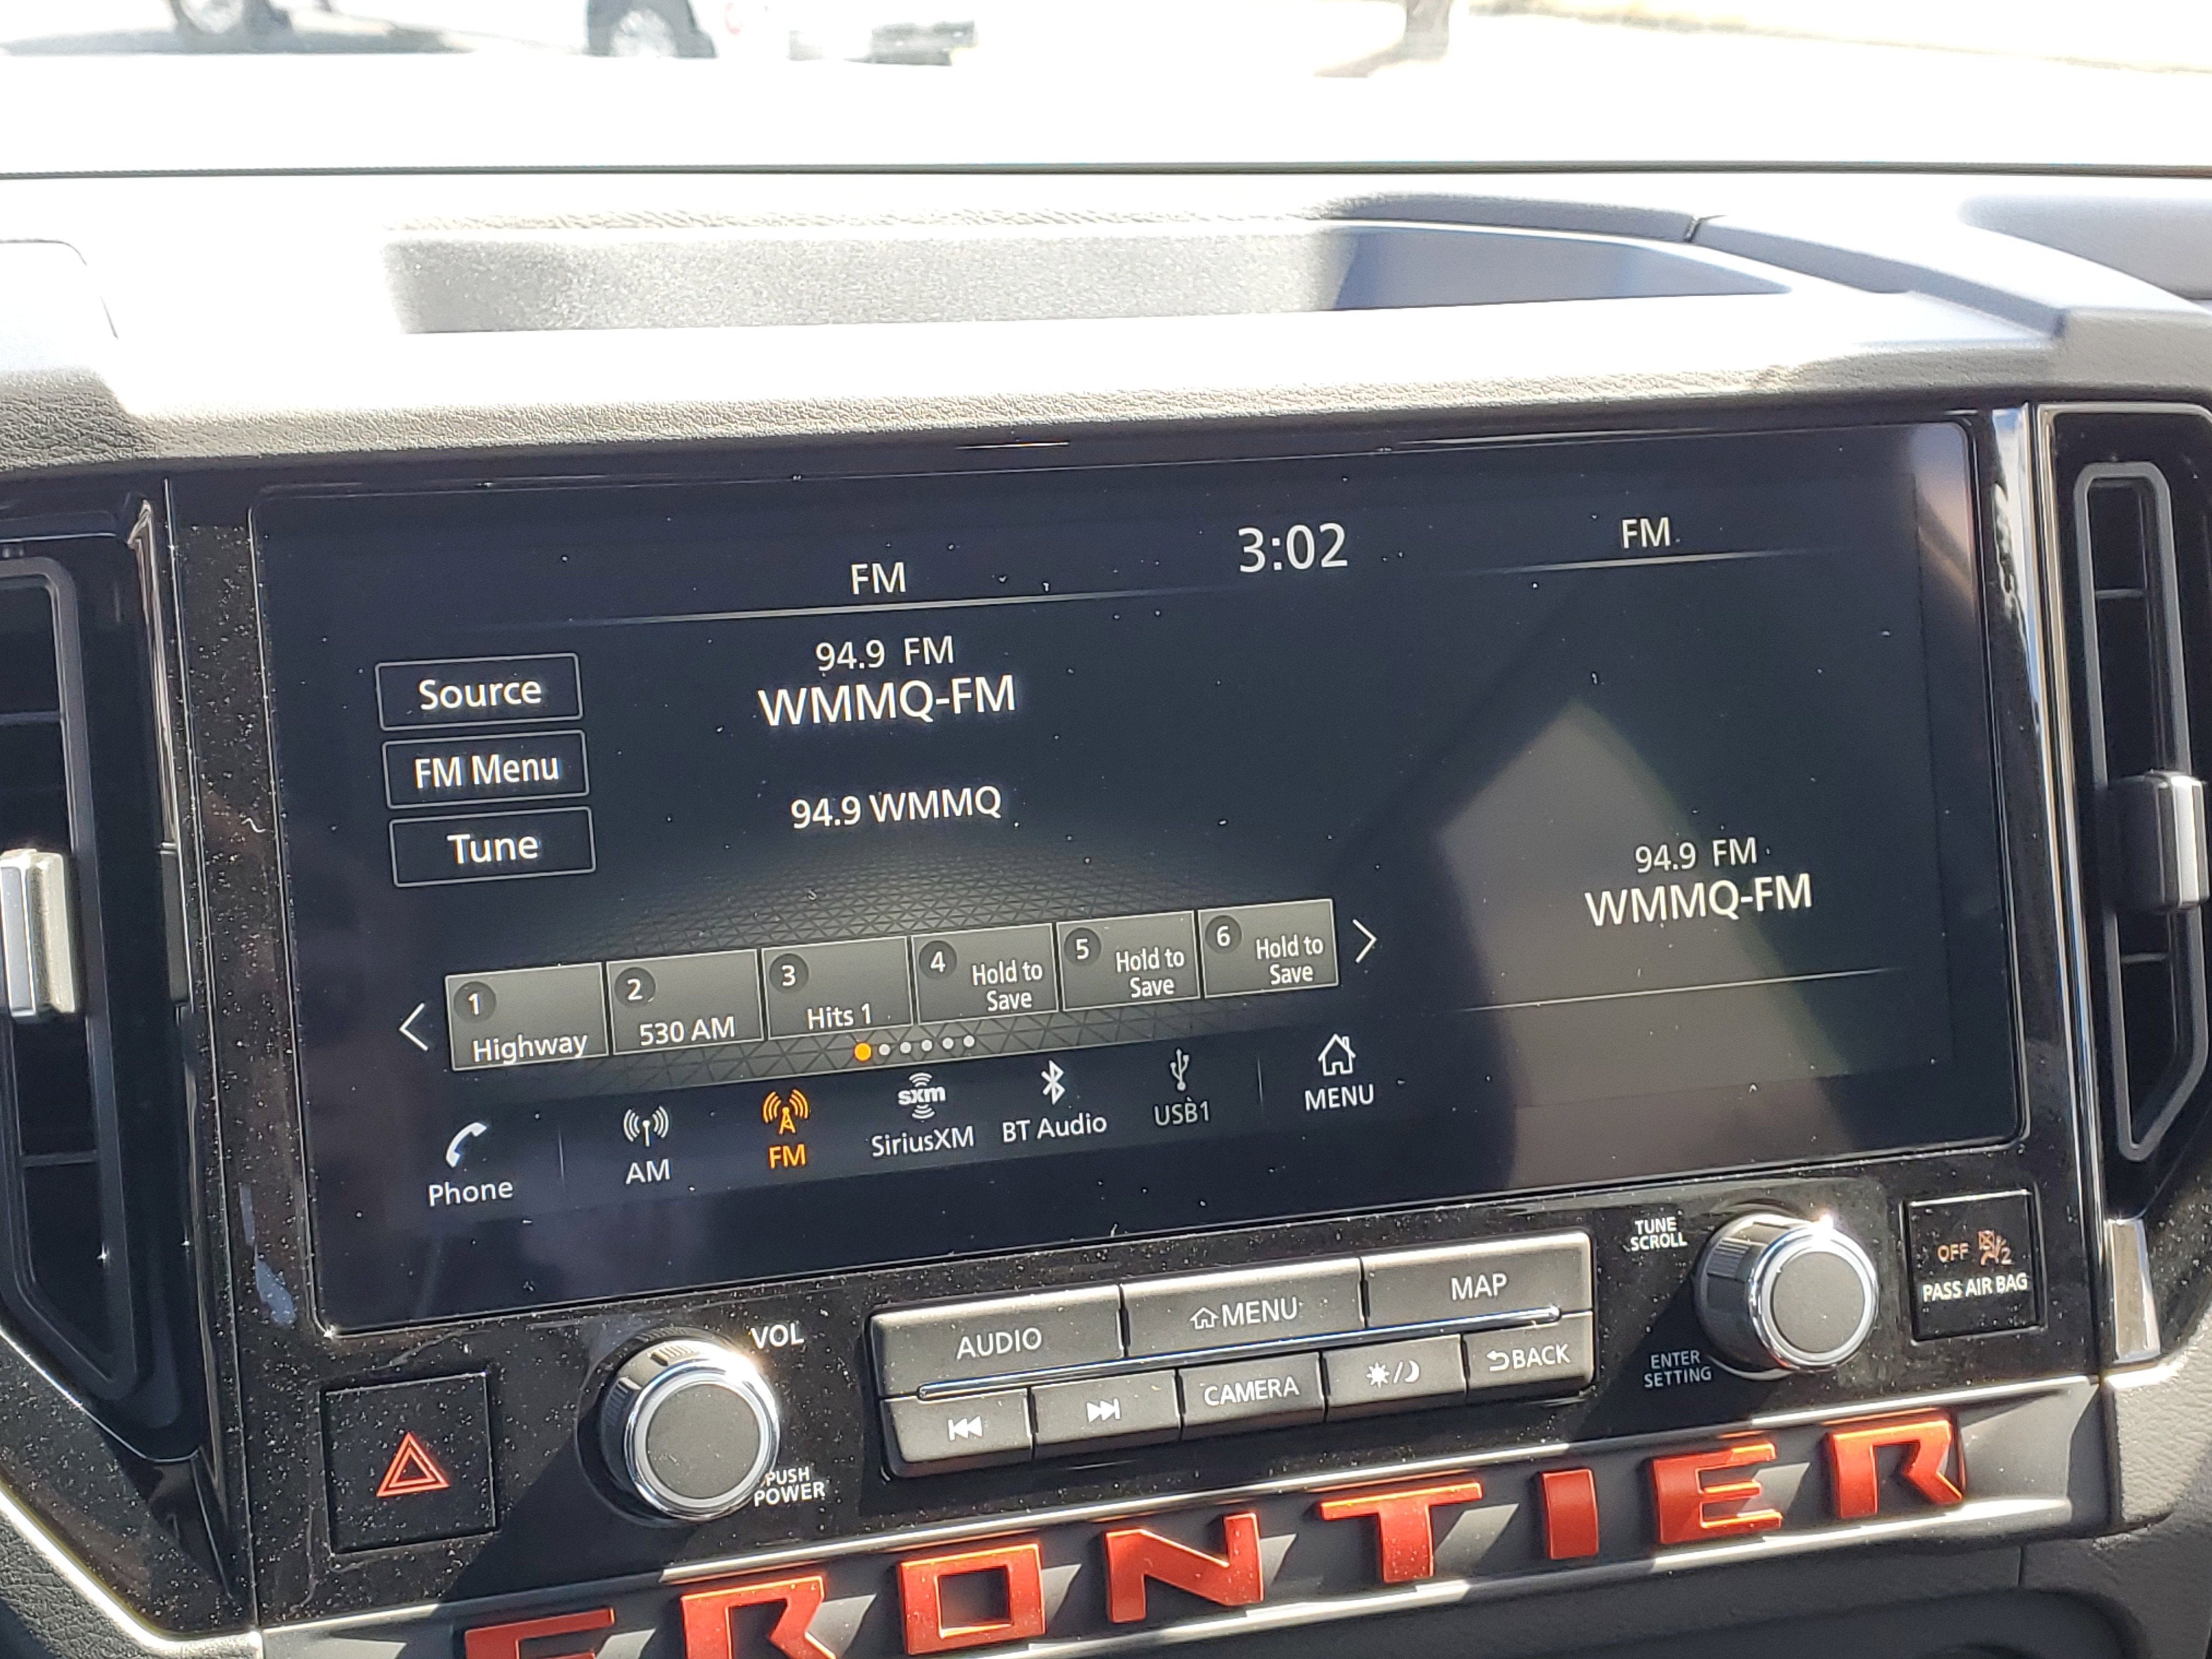 FM
3:02
FM
94.9 FM
WMMQ-FM
94.9 WMMQ
Source
FM Menu
Tune
94.9 FM
WMMQ-FM
1 Highway
2 530 AM
3 Hits 1
4 Hold to
Save
5 Hold to
Save
6 Hold to
Save
Phone
AM
FM
sxm
SiriusXM
BT Audio
USB1
MENU
VOL
PUSH
POWER
AUDIO
MENU
MAP
CAMERA
BACK
TUNE
SCROLL
ENTER
SETTING
OFF 2
PASS AIR BAG
FRONTIER